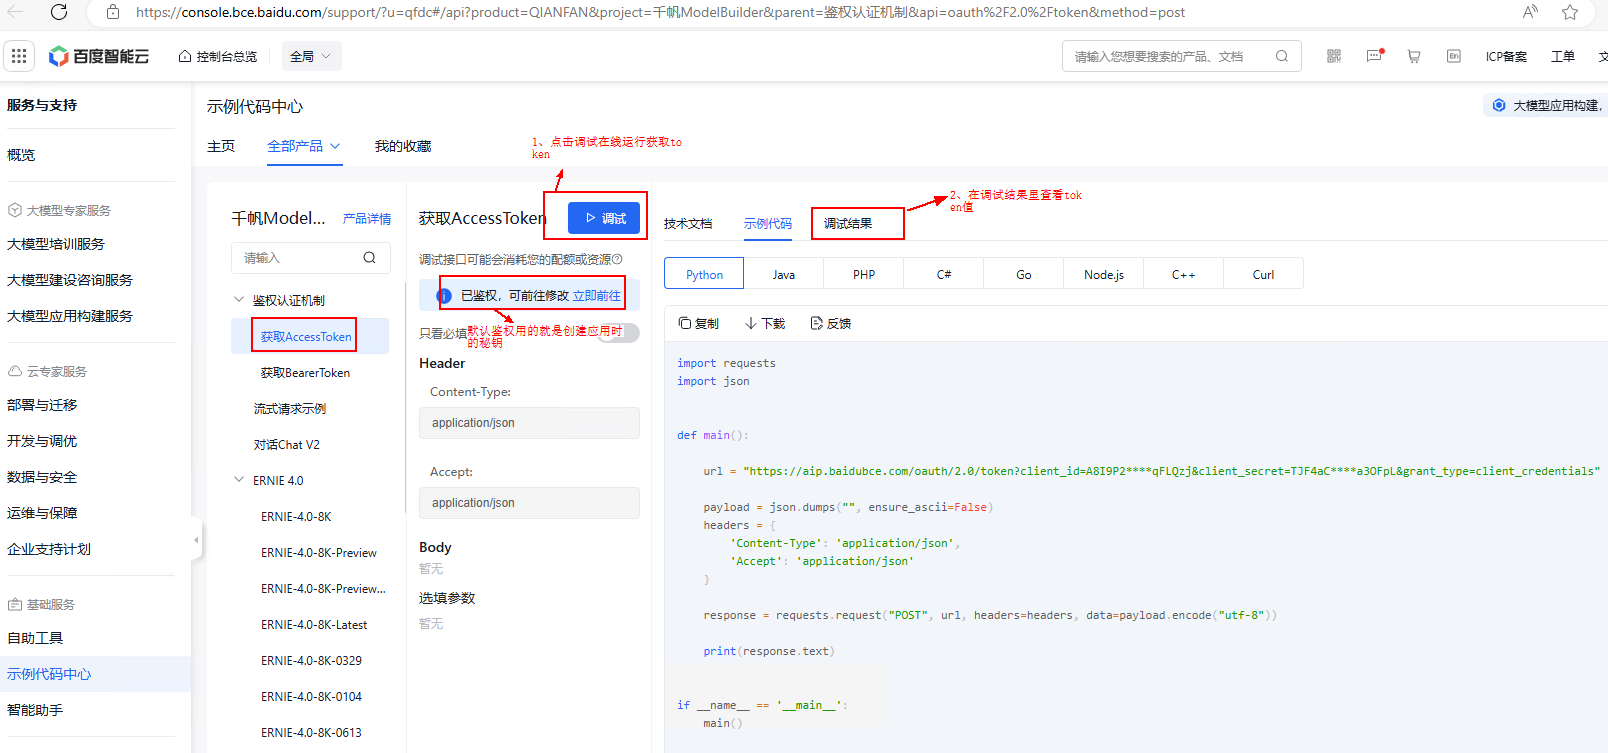 https://console.bce.baidu.com/support/?u=qfdc#/api?product=QIANFAN&project=千帆ModelBuilder&parent=鉴权认证机制&api=oauth%2F2.0%2Ftoken&method=post
百度智能云
控制台总览
全局
请输入您想要搜索的产品、文档
En
ICP备案
工单
文
服务与支持
概览
大模型专家服务
大模型培训服务
大模型建设咨询服务
大模型应用构建服务
云专家服务
部署与迁移
开发与调优
数据与安全
运维与保障
企业支持计划
基础服务
自助工具
示例代码中心
智能助手
示例代码中心
大模型应用构建,
主页
全部产品
我的收藏
1、点击调试在线运行获取to
ken
2、在调试结果里查看tok
en值
千帆Model...
产品详情
请输入
鉴权认证机制
获取AccessToken
获取BearerToken
流式请求示例
对话Chat V2
ERNIE 4.0
ERNIE-4.0-8K
ERNIE-4.0-8K-Preview
ERNIE-4.0-8K-Preview...
ERNIE-4.0-8K-Latest
ERNIE-4.0-8K-0329
ERNIE-4.0-8K-0104
ERNIE-4.0-8K-0613
获取AccessToken
调试
调试接口可能会消耗您的配额或资源
已鉴权，可前往修改 立即前往
只看必填
默认鉴权用的就是创建应用时
的秘钥
Header
Content-Type:
application/json
Accept:
application/json
Body
暂无
选填参数
暂无
技术文档
示例代码
调试结果
Python
Java
PHP
C#
Go
Node.js
C++
Curl
复制
下载
反馈
import requests
import json
def main():
url = "https://aip.baidubce.com/oauth/2.0/token?client_id=A8I9P2****qFLQzj&client_secret=TJF4aC****a3OFpL&grant_type=client_credentials"
payload = json.dumps("", ensure_ascii=False)
headers = {
'Content-Type': 'application/json',
'Accept': 'application/json'
}
response = requests.request("POST", url, headers=headers, data=payload.encode("utf-8"))
print(response.text)
if __name__ == '__main__':
main()